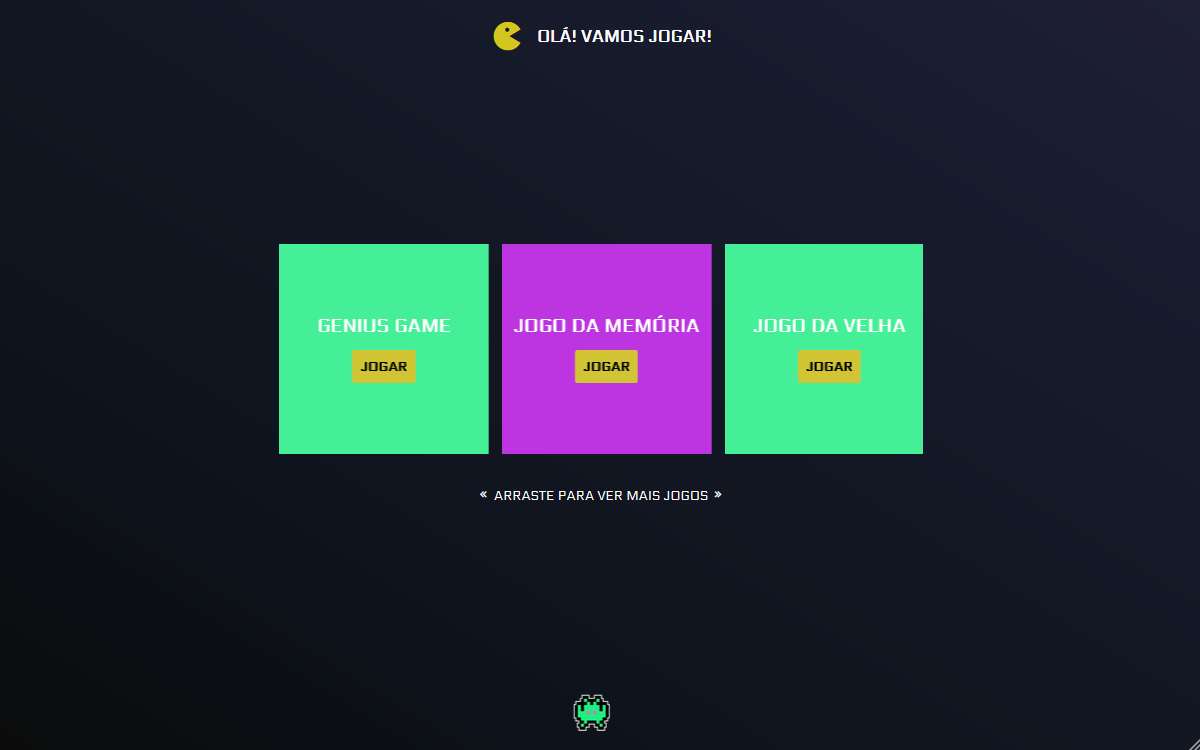 OLÁ! VAMOS JOGAR!
GENIUS GAME
JOGAR
JOGO DA MEMÓRIA
JOGAR
JOGO DA VELHA
JOGAR
« ARRASTE PARA VER MAIS JOGOS »